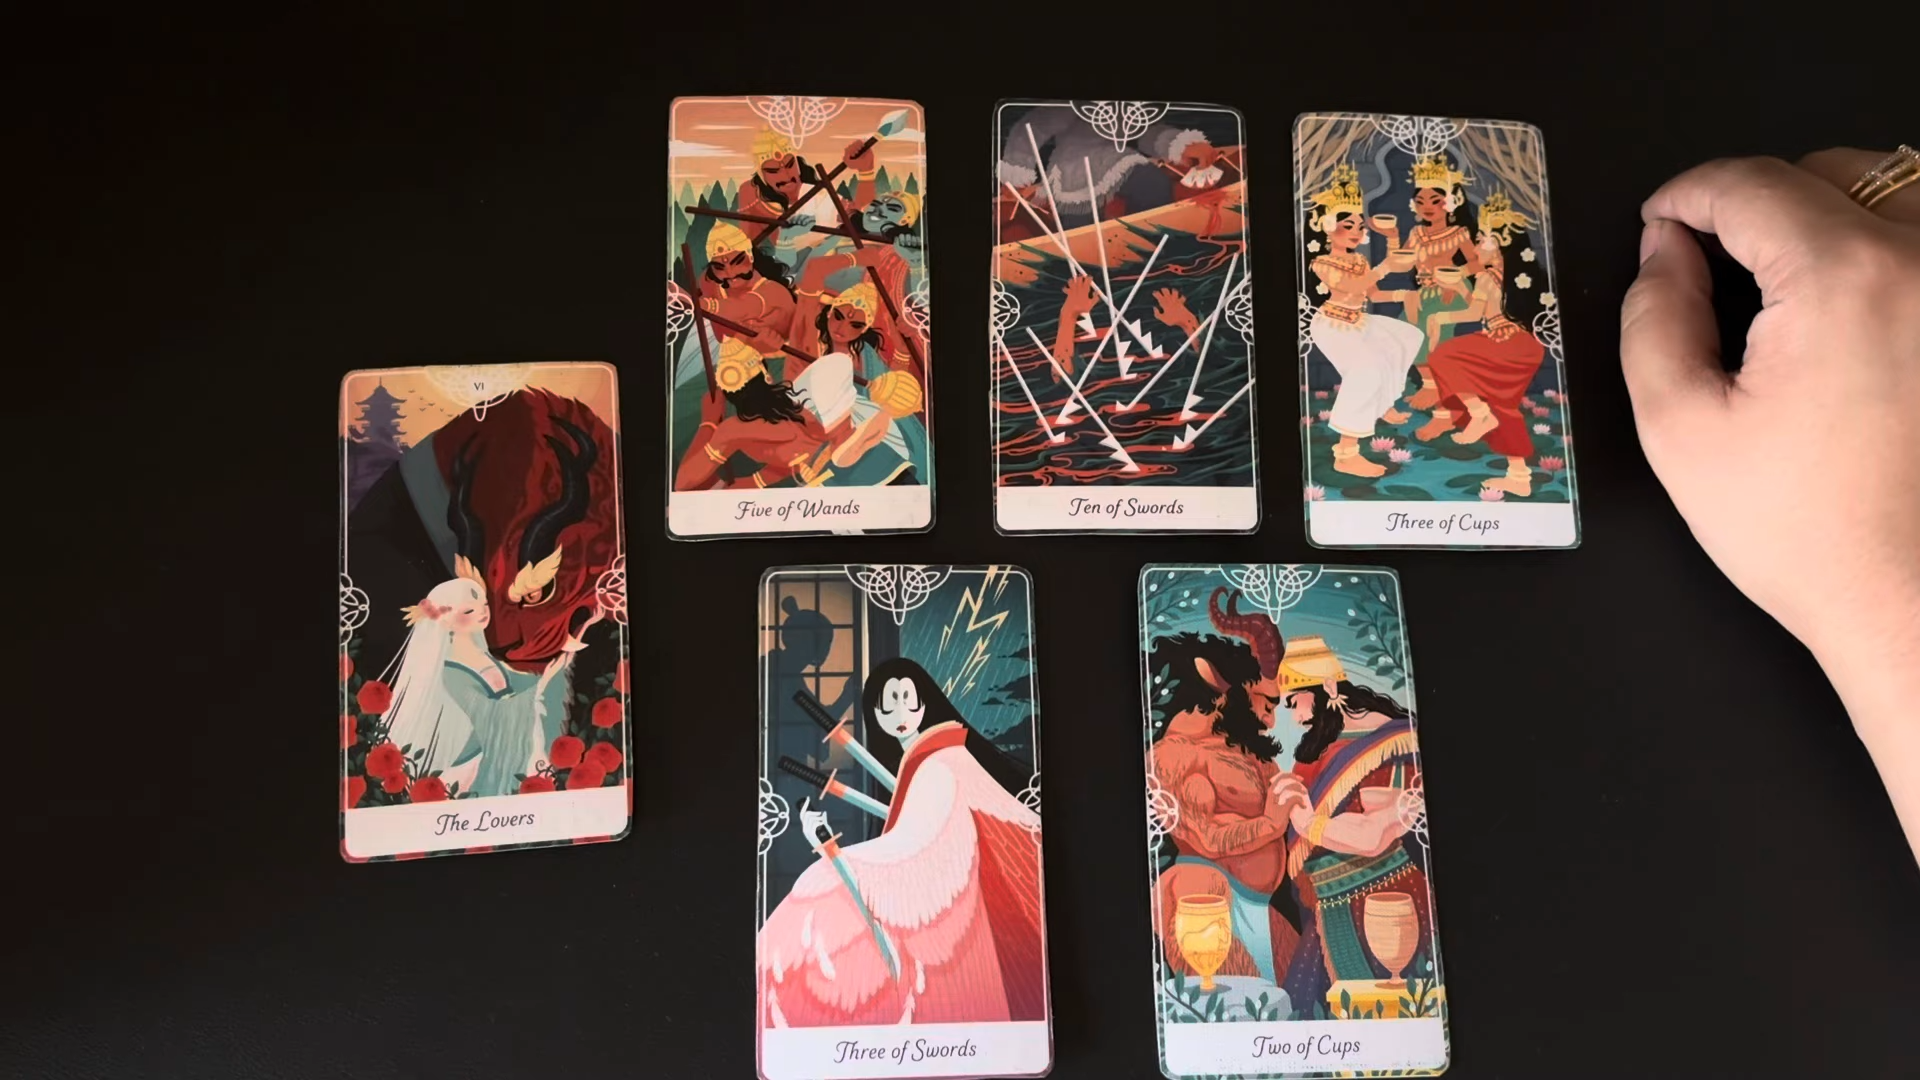 Five of Wands
Ten of Swords
Three of Cups
VI
The Lovers
Three of Swords
Two of Cups